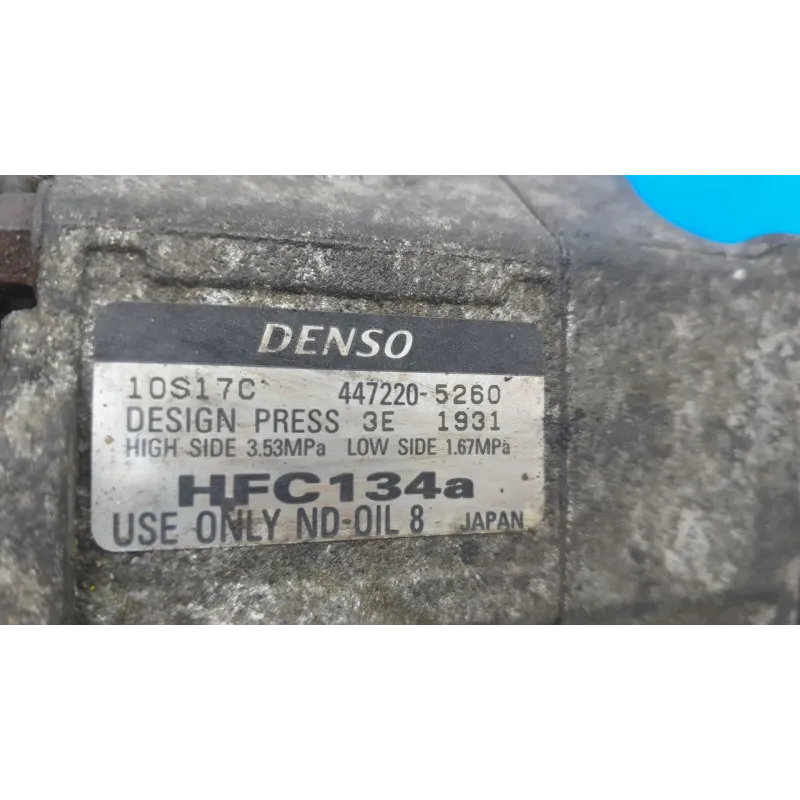 DENSO
10S17C 447220-5260
DESIGN PRESS 3E 1931
HIGH SIDE 3.53MPa LOW SIDE 1.67MPa
HFC134a
USE ONLY ND-OIL 8 JAPAN